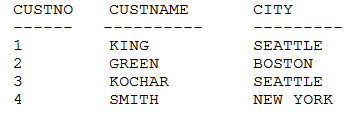 CUSTNO CUSTNAME CITY
------ ---------- ---------
1 KING SEATTLE
2 GREEN BOSTON
3 KOCHAR SEATTLE
4 SMITH NEW YORK